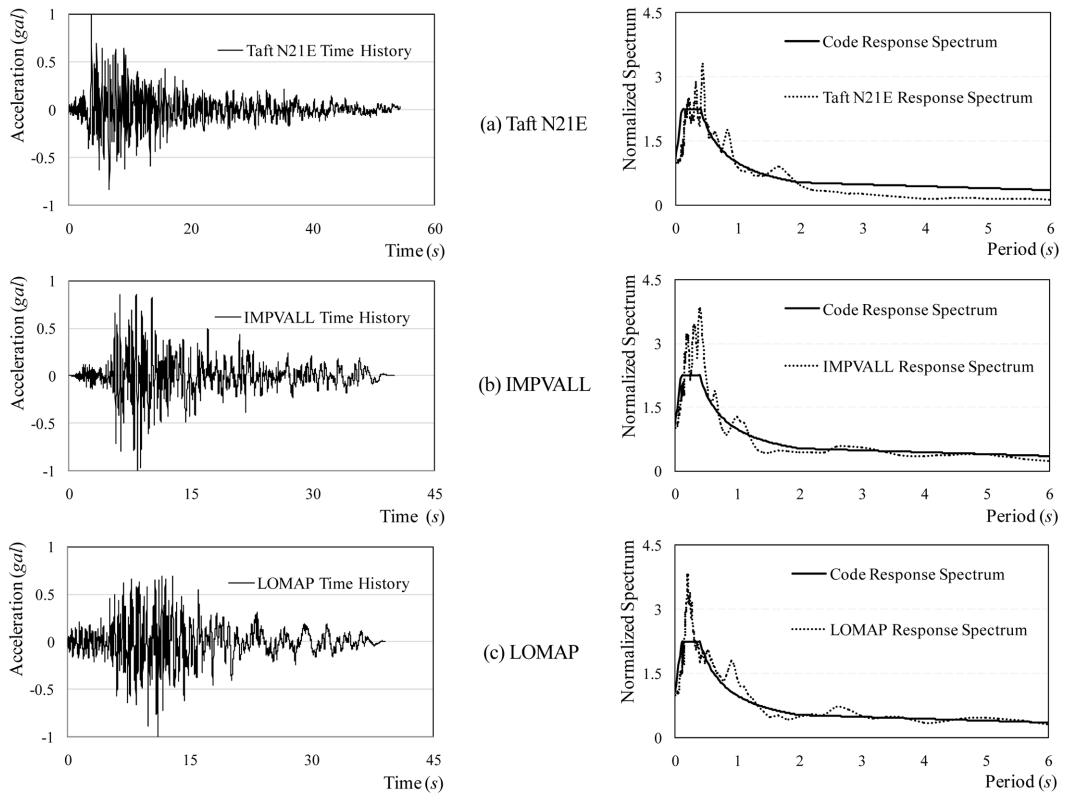 Acceleration (gal)
1
0.5
0
-0.5
-1
Taft N21E Time History
0 20 40 60
Time (s)
(a) Taft N21E
Normalized Spectrum
4.5
3
1.5
0
Code Response Spectrum
Taft N21E Response Spectrum
0 1 2 3 4 5 6
Period (s)
Acceleration (gal)
1
0.5
0
-0.5
-1
IMPVALL Time History
0 15 30 45
Time (s)
(b) IMPVALL
Normalized Spectrum
4.5
3
1.5
0
Code Response Spectrum
IMPVALL Response Spectrum
0 1 2 3 4 5 6
Period (s)
Acceleration (gal)
1
0.5
0
-0.5
-1
LOMAP Time History
0 15 30 45
Time (s)
(c) LOMAP
Normalized Spectrum
4.5
3
1.5
0
Code Response Spectrum
LOMAP Response Spectrum
0 1 2 3 4 5 6
Period (s)